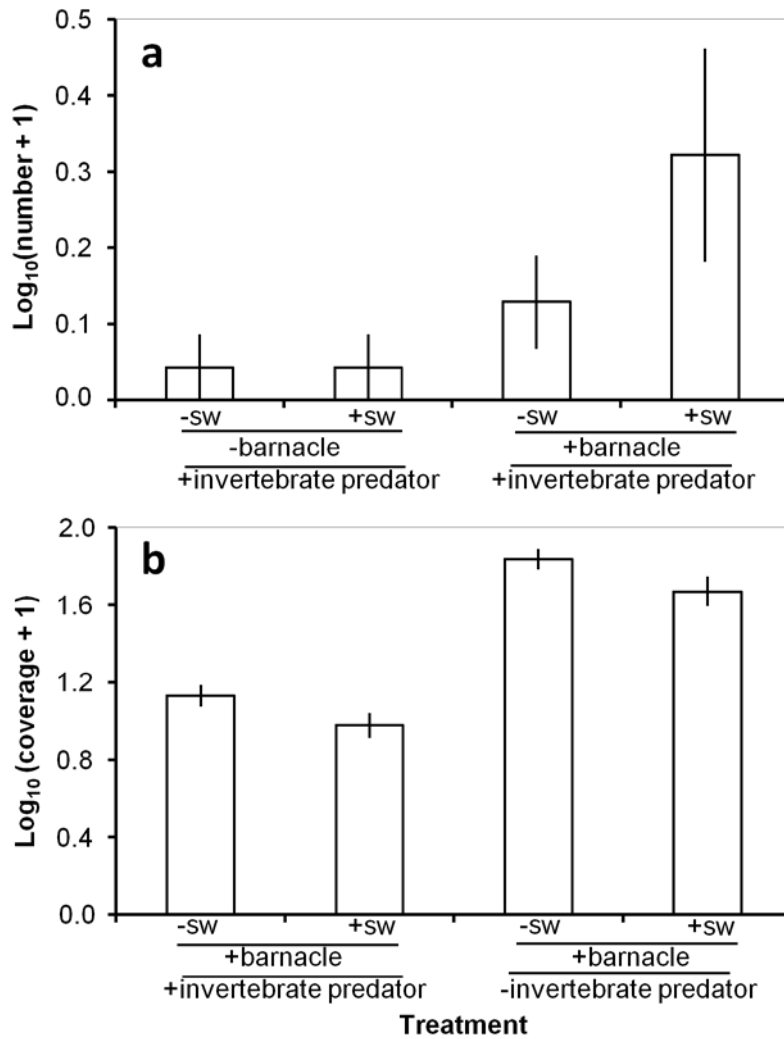 a
Log₁₀(number + 1)
0.5
0.4
0.3
0.2
0.1
0.0
-sw +sw -sw +sw
-barnacle +barnacle
+invertebrate predator +invertebrate predator
b
Log₁₀ (coverage + 1)
2.0
1.6
1.2
0.8
0.4
0.0
-sw +sw -sw +sw
+barnacle +barnacle
+invertebrate predator -invertebrate predator
Treatment